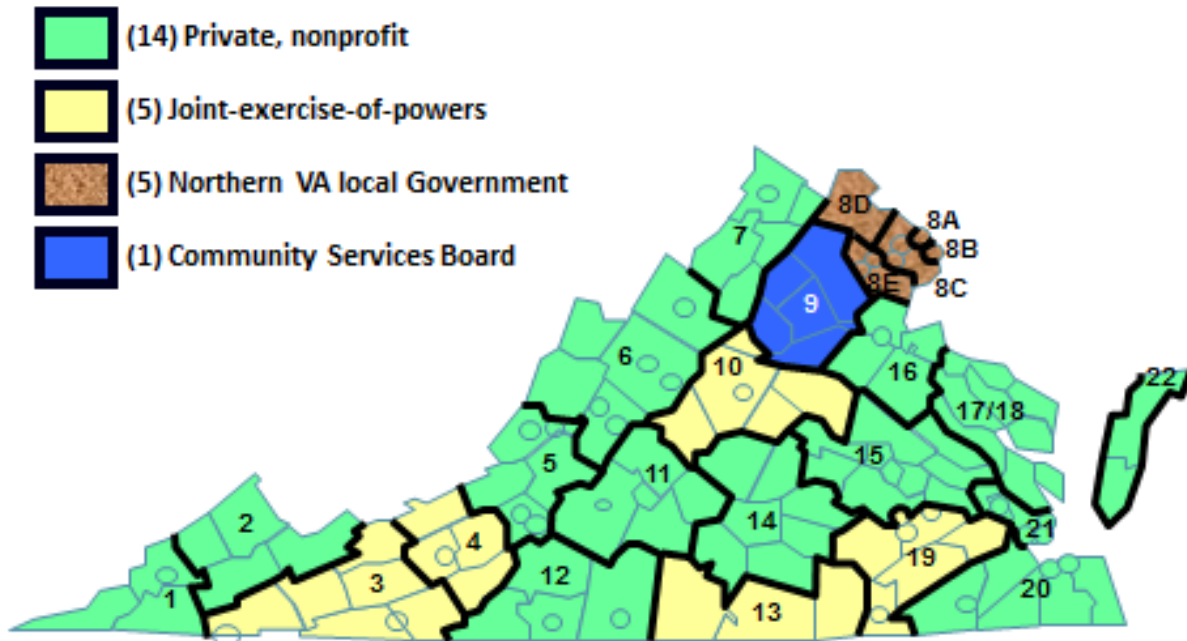 (14) Private, nonprofit
(5) Joint-exercise-of-powers
(5) Northern VA local Government
(1) Community Services Board
8D
8A
7
8B
8E
8C
9
6
10
16
22
17/18
5
11
15
2
14
4
21
19
3
12
20
1
13